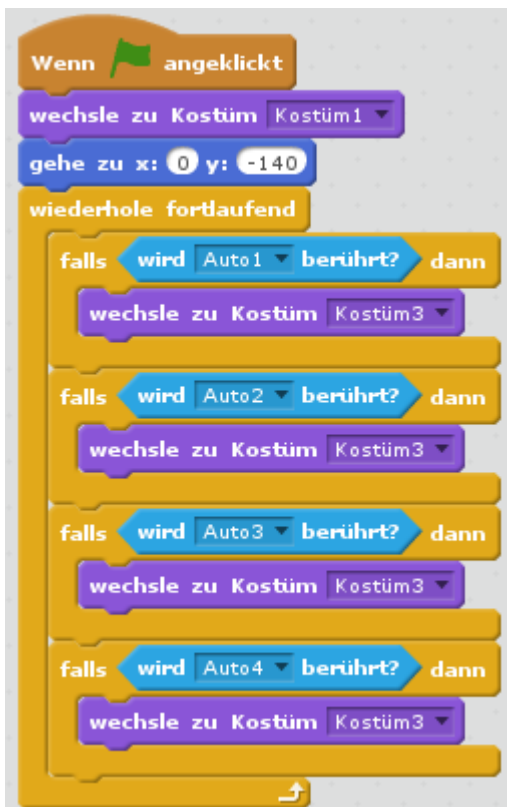 Wenn angeklickt
wechsle zu Kostüm Kostüm1
gehe zu x: 0 y: -140
wiederhole fortlaufend
falls wird Auto1 berührt? dann
wechsle zu Kostüm Kostüm3
falls wird Auto2 berührt? dann
wechsle zu Kostüm Kostüm3
falls wird Auto3 berührt? dann
wechsle zu Kostüm Kostüm3
falls wird Auto4 berührt? dann
wechsle zu Kostüm Kostüm3